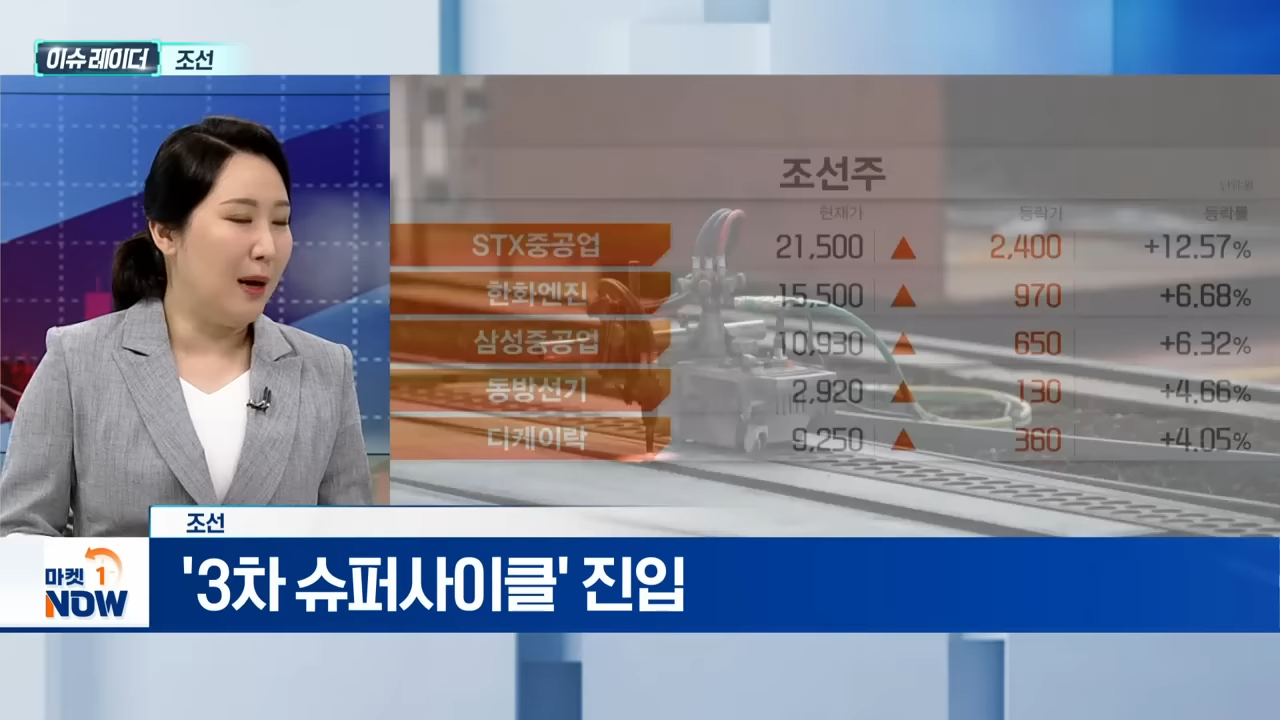 이슈 레이더 조선
조선주
단위:원
현재가 등락가 등락률
STX중공업 21,500 ▲ 2,400 +12.57%
한화엔진 15,500 ▲ 970 +6.68%
삼성중공업 10,930 ▲ 650 +6.32%
동방선기 2,920 ▲ 130 +4.66%
디케이락 9,250 ▲ 360 +4.05%
조선
'3차 슈퍼사이클' 진입
마켓 1
NOW